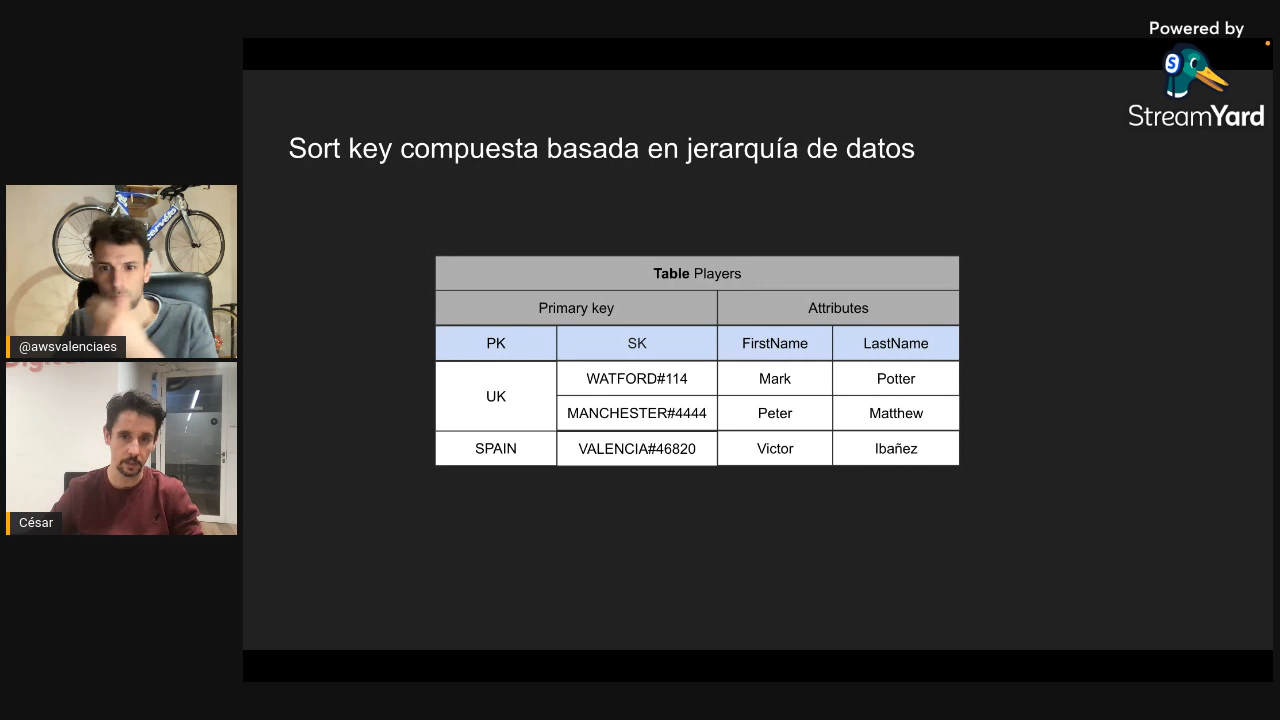 Powered by
StreamYard
Sort key compuesta basada en jerarquía de datos
Table Players
Primary key Attributes
PK SK FirstName LastName
UK WATFORD#114 Mark Potter
MANCHESTER#4444 Peter Matthew
SPAIN VALENCIA#46820 Victor Ibañez
@awsvalenciaes
César